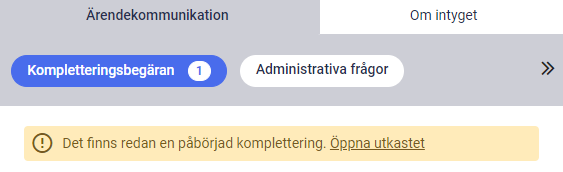 Ärendekommunikation Om intyget
Kompletteringsbegäran 1 Administrativa frågor
Det finns redan en påbörjad komplettering. Öppna utkastet